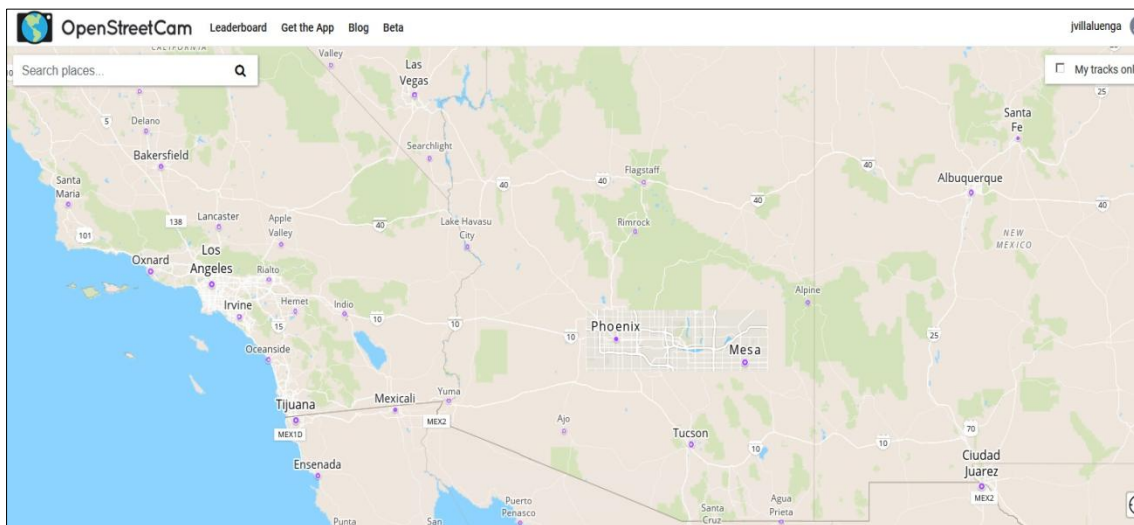 OpenStreetCam Leaderboard Get the App Blog Beta jvillaluenga
Search places...
My tracks onl
CALIFORNIA
Valley
Las
Vegas
25
5
Delano
Bakersfield
Searchlight
40
40
Flagstaff
40
Santa
Fe
40
Albuquerque
40
Santa
Maria
101
138
Lancaster
Apple
Valley
40
Lake Havasu
City
Rimrock
NEW
MEXICO
Oxnard
Los
Angeles
Rialto
Irvine
Hemet
Indio
15
10
10
10
Alpine
Phoenix
Mesa
25
Oceanside
Tijuana
MEX1D
Mexicali
Yuma
MEX2
Ajo
Tucson
10
10
70
Ensenada
Ciudad
Juarez
MEX2
Puerto
Penasco
Santa
Cruz
Agua
Prieta
Punta
San